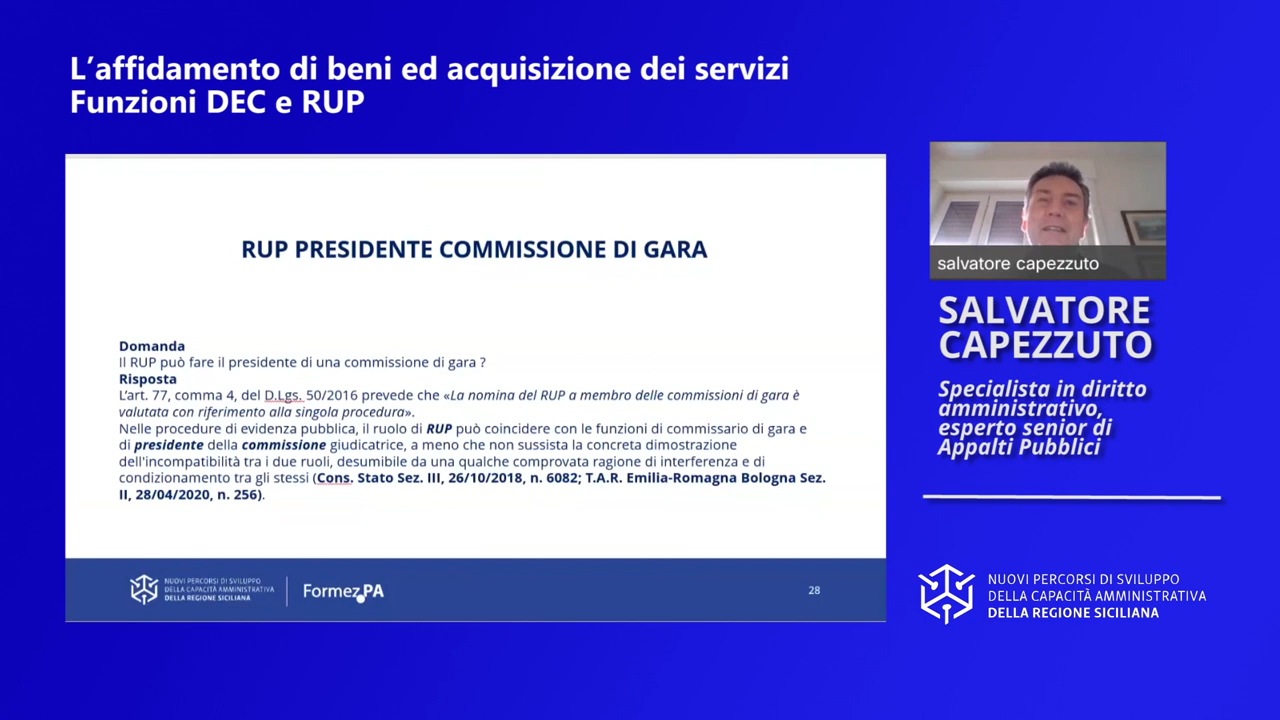 L’affidamento di beni ed acquisizione dei servizi
Funzioni DEC e RUP
RUP PRESIDENTE COMMISSIONE DI GARA
Domanda
Il RUP può fare il presidente di una commissione di gara ?
Risposta
L’art. 77, comma 4, del D.Lgs. 50/2016 prevede che «La nomina del RUP a membro delle commissioni di gara è
valutata con riferimento alla singola procedura».
Nelle procedure di evidenza pubblica, il ruolo di RUP può coincidere con le funzioni di commissario di gara e
di presidente della commissione giudicatrice, a meno che non sussista la concreta dimostrazione
dell'incompatibilità tra i due ruoli, desumibile da una qualche comprovata ragione di interferenza e di
condizionamento tra gli stessi (Cons. Stato Sez. III, 26/10/2018, n. 6082; T.A.R. Emilia-Romagna Bologna Sez.
II, 28/04/2020, n. 256).
NUOVI PERCORSI DI SVILUPPO
DELLA CAPACITÀ AMMINISTRATIVA
DELLA REGIONE SICILIANA
Formez PA
28
salvatore capezzuto
SALVATORE
CAPEZZUTO
Specialista in diritto
amministrativo,
esperto senior di
Appalti Pubblici
NUOVI PERCORSI DI SVILUPPO
DELLA CAPACITÀ AMMINISTRATIVA
DELLA REGIONE SICILIANA